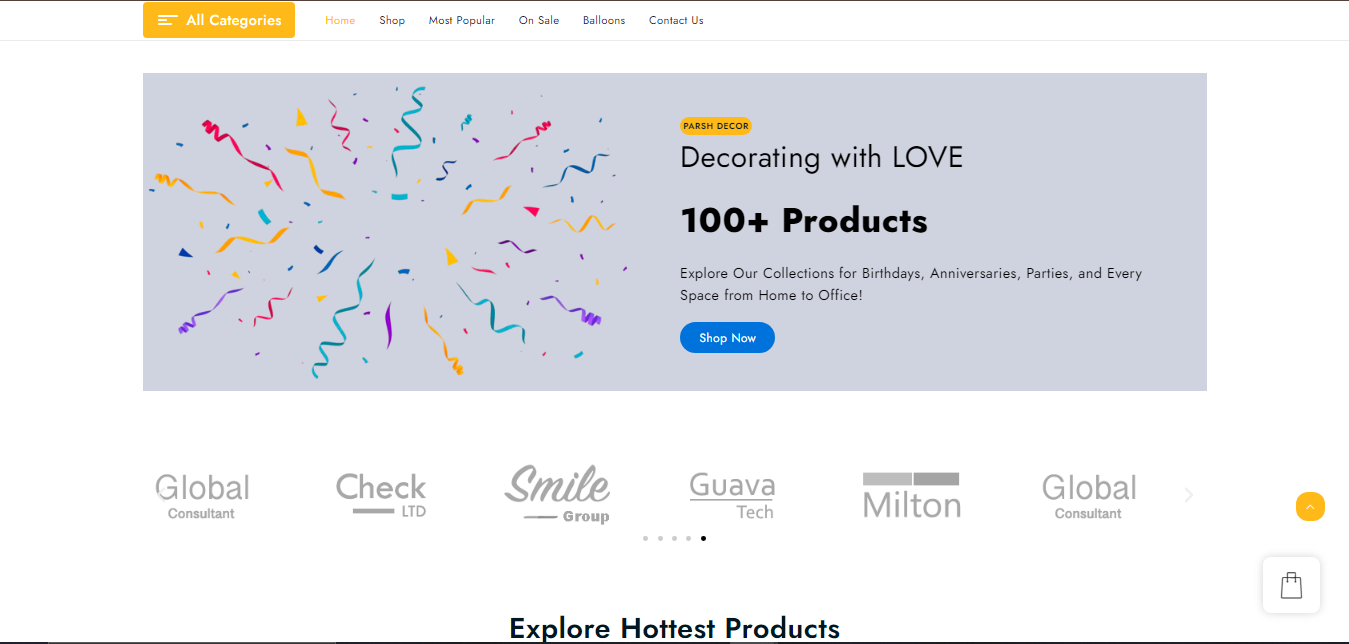 All Categories
Home
Shop
Most Popular
On Sale
Balloons
Contact Us
PARSH DECOR
Decorating with LOVE
100+ Products
Explore Our Collections for Birthdays, Anniversaries, Parties, and Every
Space from Home to Office!
Shop Now
Global
Consultant
Check
LTD
Smile
Group
Guava
Tech
Milton
Global
Consultant
Explore Hottest Products